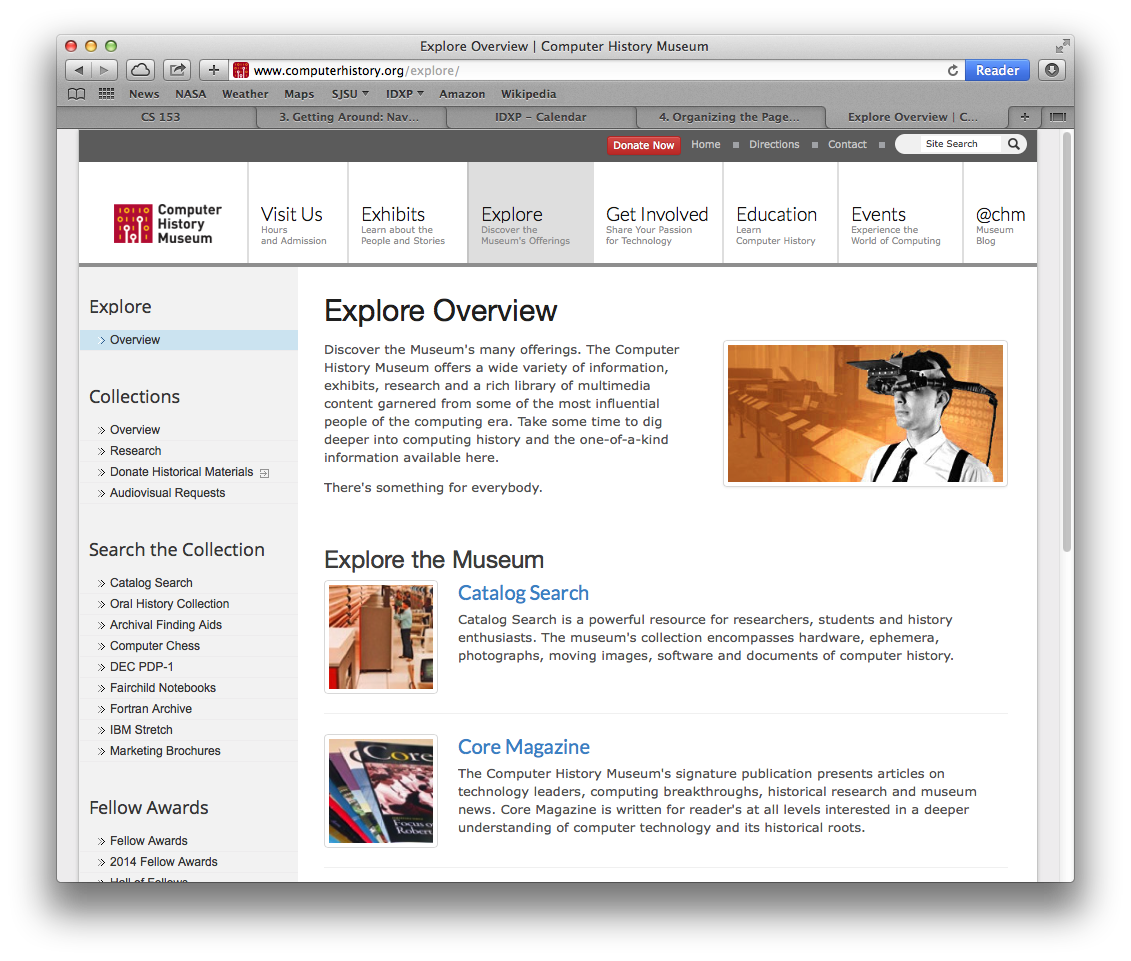 Explore Overview | Computer History Museum
www.computerhistory.org/explore/
Reader
News NASA Weather Maps SJSU IDXP Amazon Wikipedia
CS 153
3. Getting Around: Nav...
IDXP – Calendar
4. Organizing the Page...
Explore Overview | C...
Donate Now Home Directions Contact Site Search
Computer
History
Museum
Visit Us
Hours
and Admission
Exhibits
Learn about the
People and Stories
Explore
Discover the
Museum's Offerings
Get Involved
Share Your Passion
for Technology
Education
Learn
Computer History
Events
Experience the
World of Computing
@chm
Museum
Blog
Explore
Overview
Collections
Overview
Research
Donate Historical Materials
Audiovisual Requests
Search the Collection
Catalog Search
Oral History Collection
Archival Finding Aids
Computer Chess
DEC PDP-1
Fairchild Notebooks
Fortran Archive
IBM Stretch
Marketing Brochures
Fellow Awards
Fellow Awards
2014 Fellow Awards
Hall of Fellows
Explore Overview
Discover the Museum's many offerings. The Computer
History Museum offers a wide variety of information,
exhibits, research and a rich library of multimedia
content garnered from some of the most influential
people of the computing era. Take some time to dig
deeper into computing history and the one-of-a-kind
information available here.
There's something for everybody.
Explore the Museum
Catalog Search
Catalog Search is a powerful resource for researchers, students and history
enthusiasts. The museum's collection encompasses hardware, ephemera,
photographs, moving images, software and documents of computer history.
Core
Focus o
Robert
Core Magazine
The Computer History Museum's signature publication presents articles on
technology leaders, computing breakthroughs, historical research and museum
news. Core Magazine is written for reader's at all levels interested in a deeper
understanding of computer technology and its historical roots.